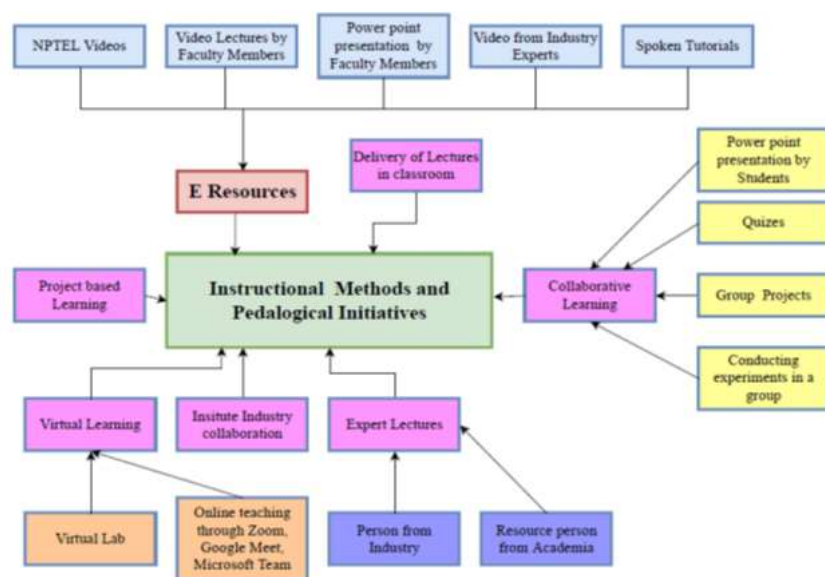 NPTEL Videos
Video Lectures by
Faculty Members
Power point
presentation by
Faculty Members
Video from Industry
Experts
Spoken Tutorials
E Resources
Delivery of Lectures
in classroom
Power point
presentation by
Students
Quizes
Project based
Learning
Instructional Methods and
Pedalogical Initiatives
Collaborative
Learning
Group Projects
Conducting
experiments in a
group
Virtual Learning
Insitute Industry
collaboration
Expert Lectures
Virtual Lab
Online teaching
through Zoom,
Google Meet,
Microsoft Team
Person from
Industry
Resource person
from Academia